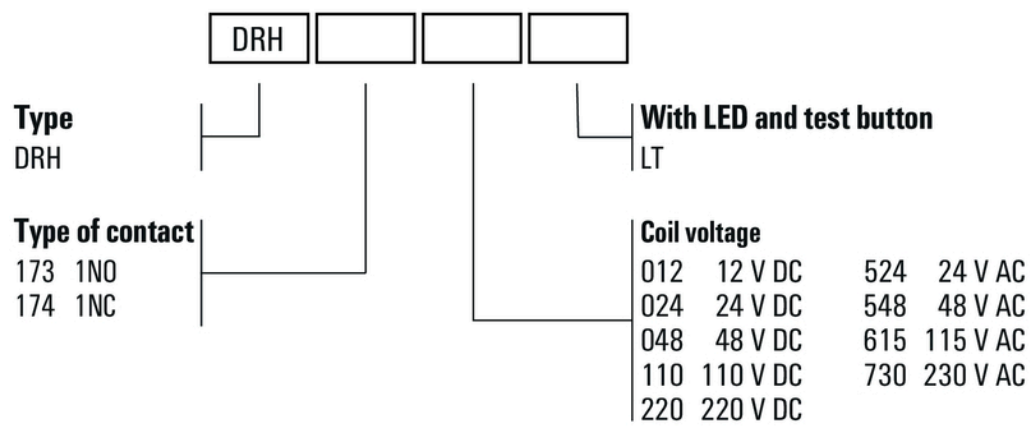 DRH
Type
DRH
With LED and test button
LT
Type of contact
173 1NO
174 1NC
Coil voltage
012 12 V DC 524 24 V AC
024 24 V DC 548 48 V AC
048 48 V DC 615 115 V AC
110 110 V DC 730 230 V AC
220 220 V DC